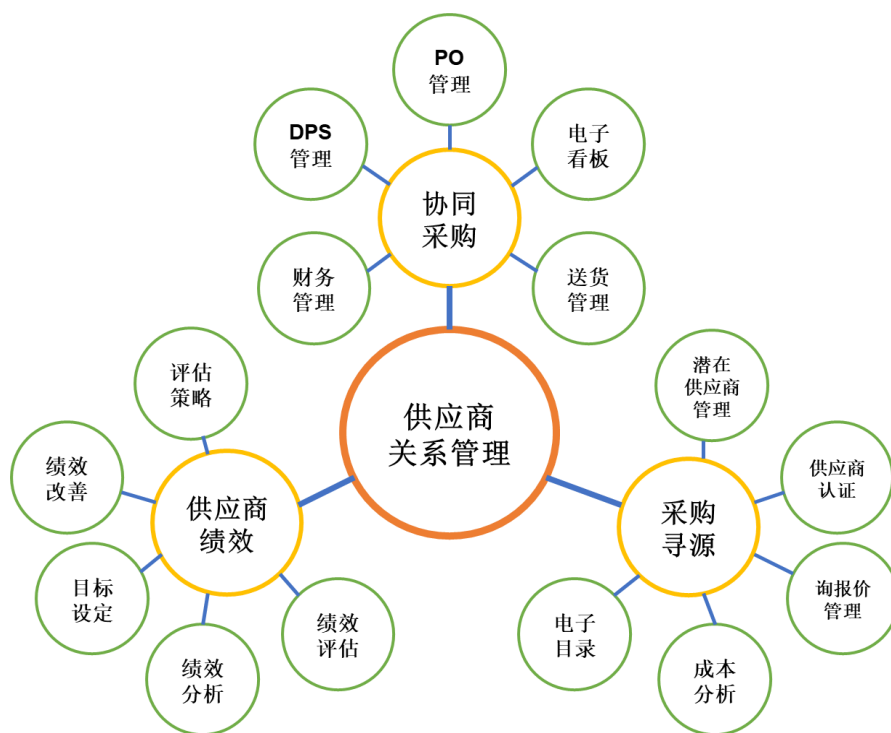 PO
管理
DPS
管理
电子
看板
协同
采购
财务
管理
送货
管理
供应商
关系管理
评估
策略
绩效
改善
供应商
绩效
目标
设定
绩效
分析
绩效
评估
潜在
供应商
管理
供应商
认证
采购
寻源
询报价
管理
电子
目录
成本
分析